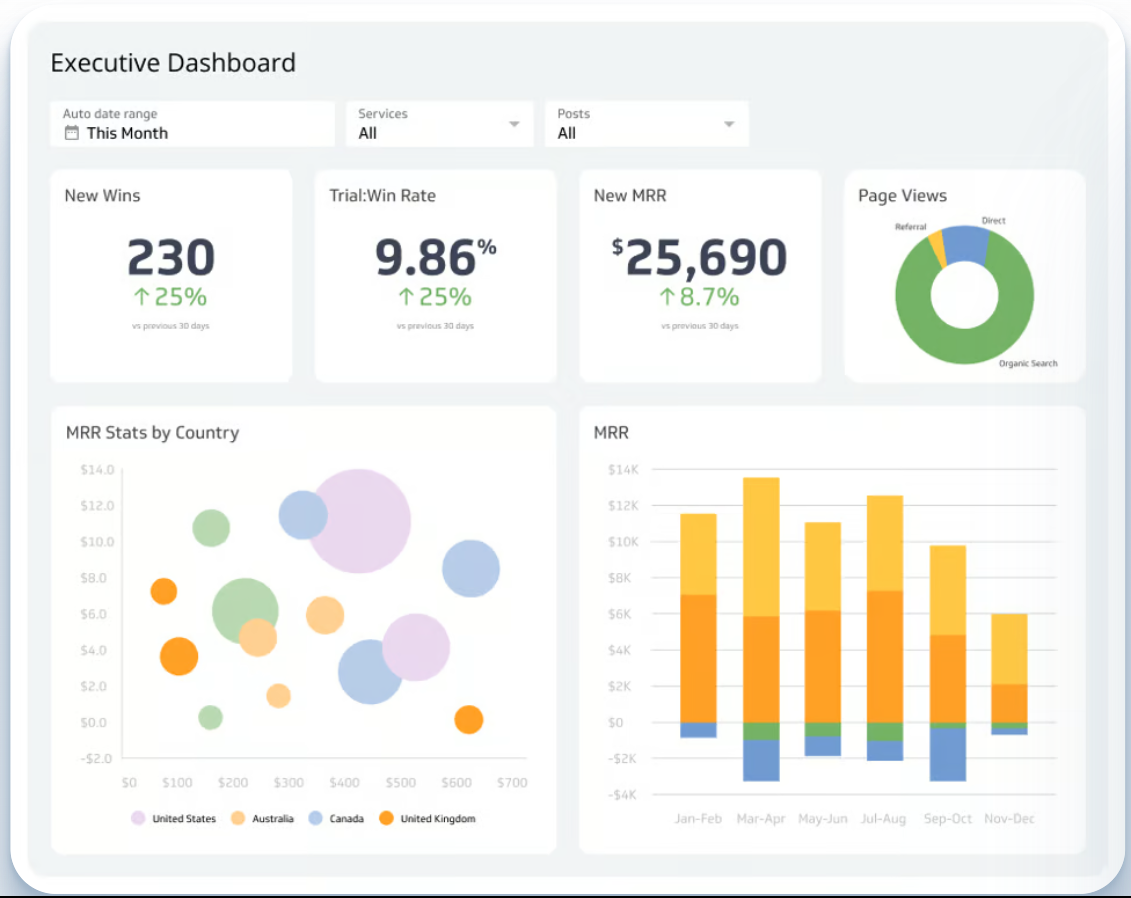 Executive Dashboard
Auto date range
This Month
Services
All
Posts
All
New Wins
230
↑ 25%
vs previous 30 days
Trial:Win Rate
9.86%
↑ 25%
vs previous 30 days
New MRR
$25,690
↑ 8.7%
vs previous 30 days
Page Views
Referral
Direct
Organic Search
MRR Stats by Country
$14.0
$12.0
$10.0
$8.0
$6.0
$4.0
$2.0
$0.0
-$2.0
$0 $100 $200 $300 $400 $500 $600 $700
United States Australia Canada United Kingdom
MRR
$14K
$12K
$10K
$8K
$6K
$4K
$2K
$0
-$2K
-$4K
Jan-Feb Mar-Apr May-Jun Jul-Aug Sep-Oct Nov-Dec